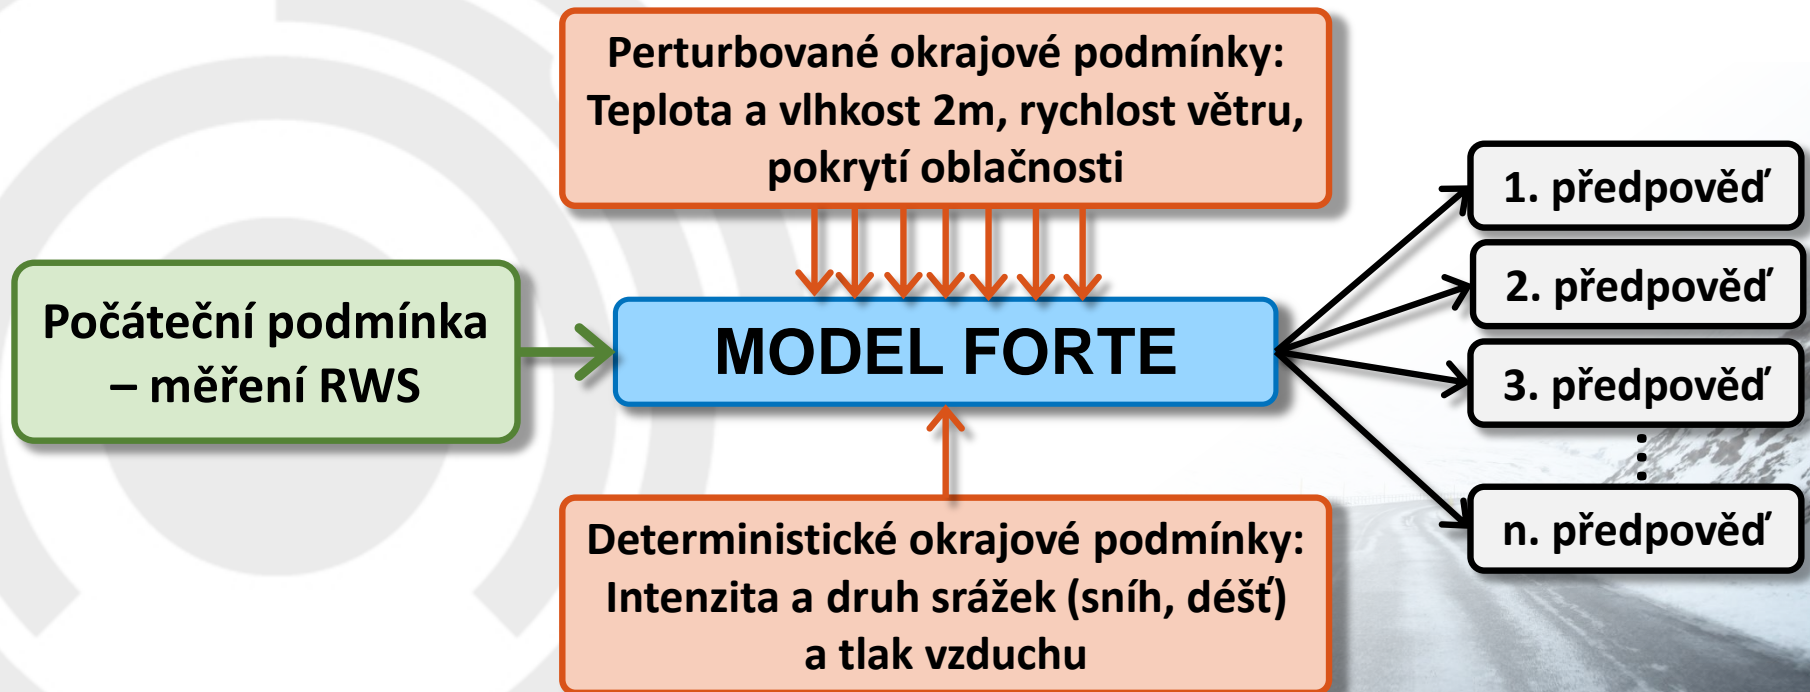 Perturbované okrajové podmínky:
Teplota a vlhkost 2m, rychlost větru,
pokrytí oblačnosti
Počáteční podmínka
– měření RWS
MODEL FORTE
Deterministické okrajové podmínky:
Intenzita a druh srážek (sníh, déšť)
a tlak vzduchu
1. předpověď
2. předpověď
3. předpověď
⋮
n. předpověď